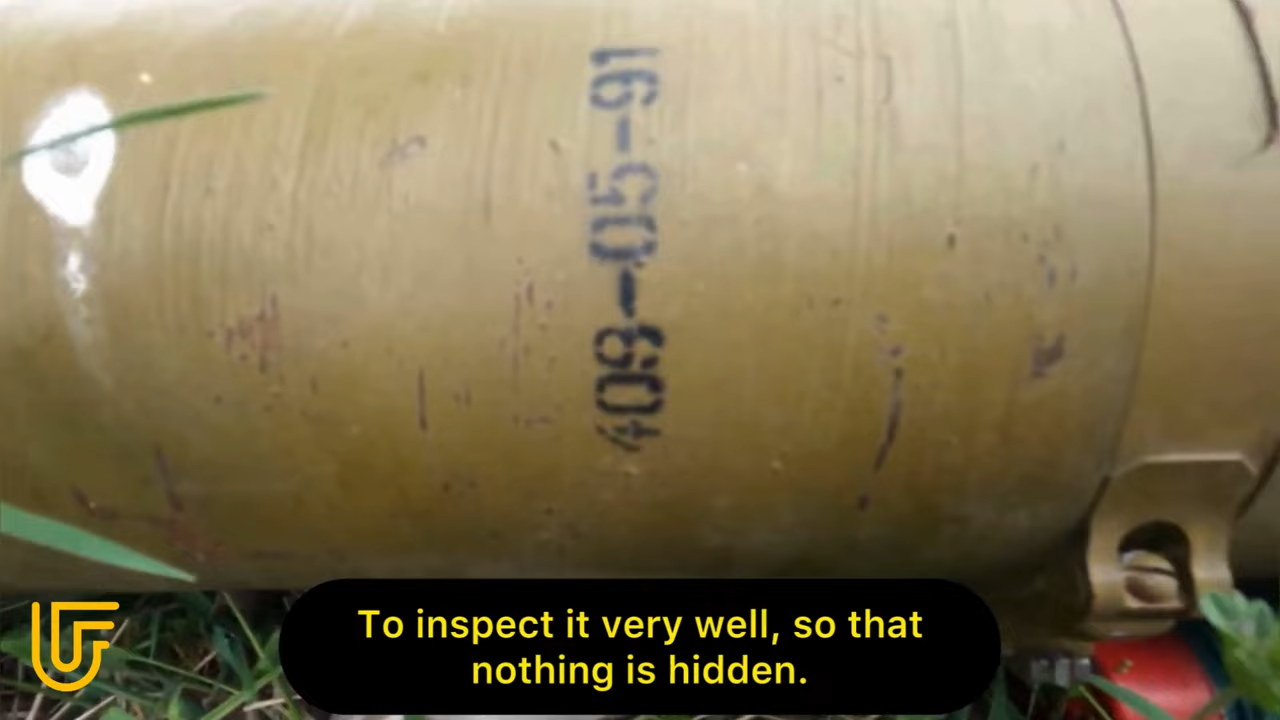 409-05-91
To inspect it very well, so that
nothing is hidden.